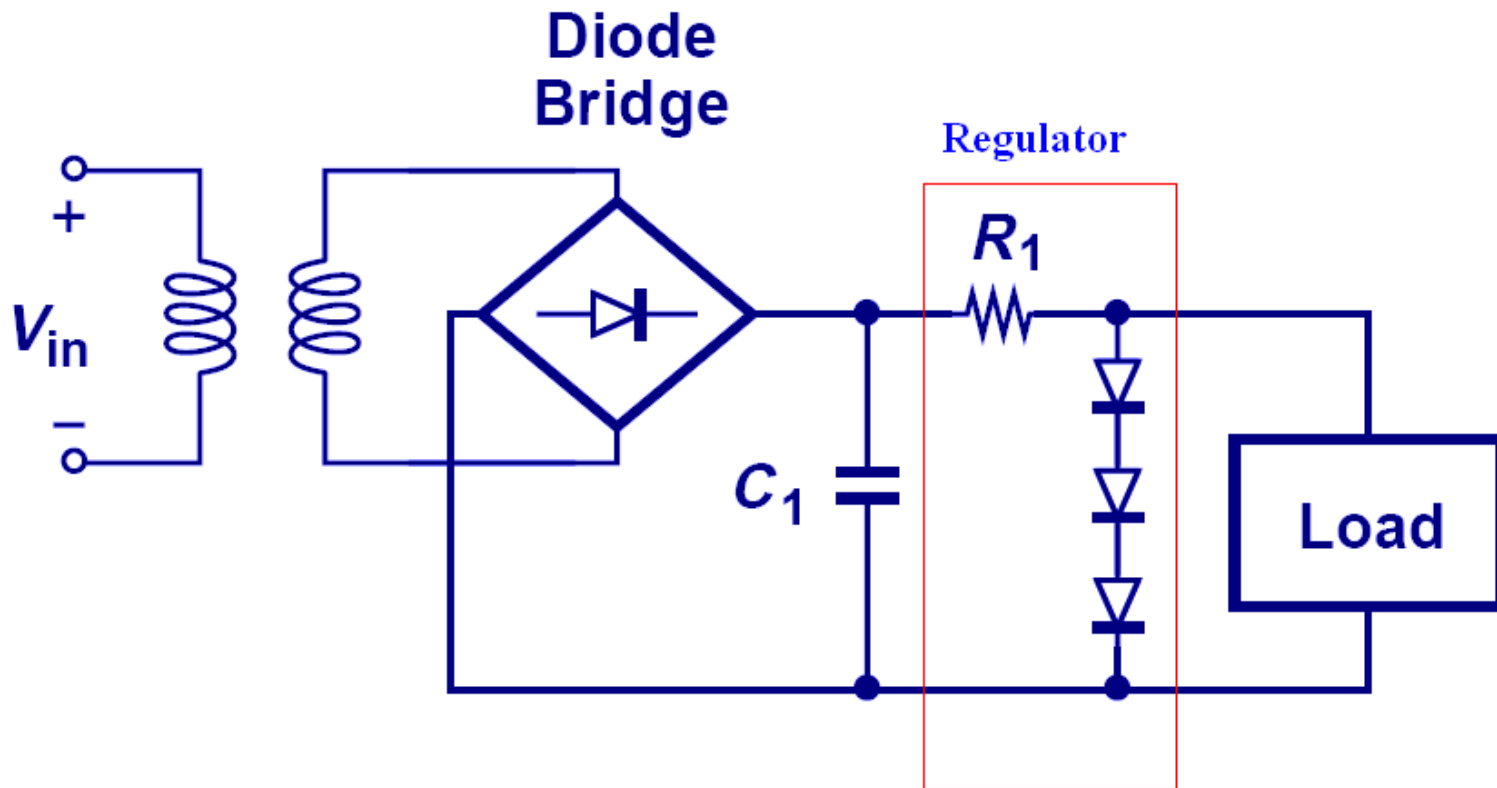 Diode
Bridge
Regulator
+
R1
Vin
−
C1
Load